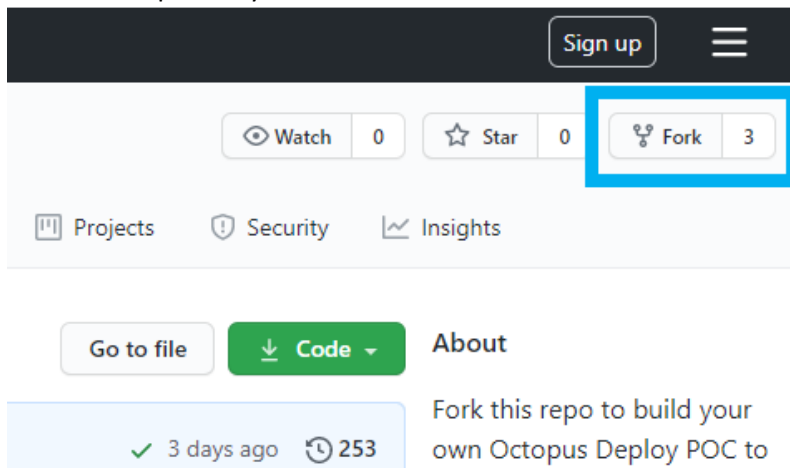 Sign up
Watch 0 Star 0 Fork 3
Projects Security Insights
Go to file Code About
Fork this repo to build your
3 days ago 253 own Octopus Deploy POC to